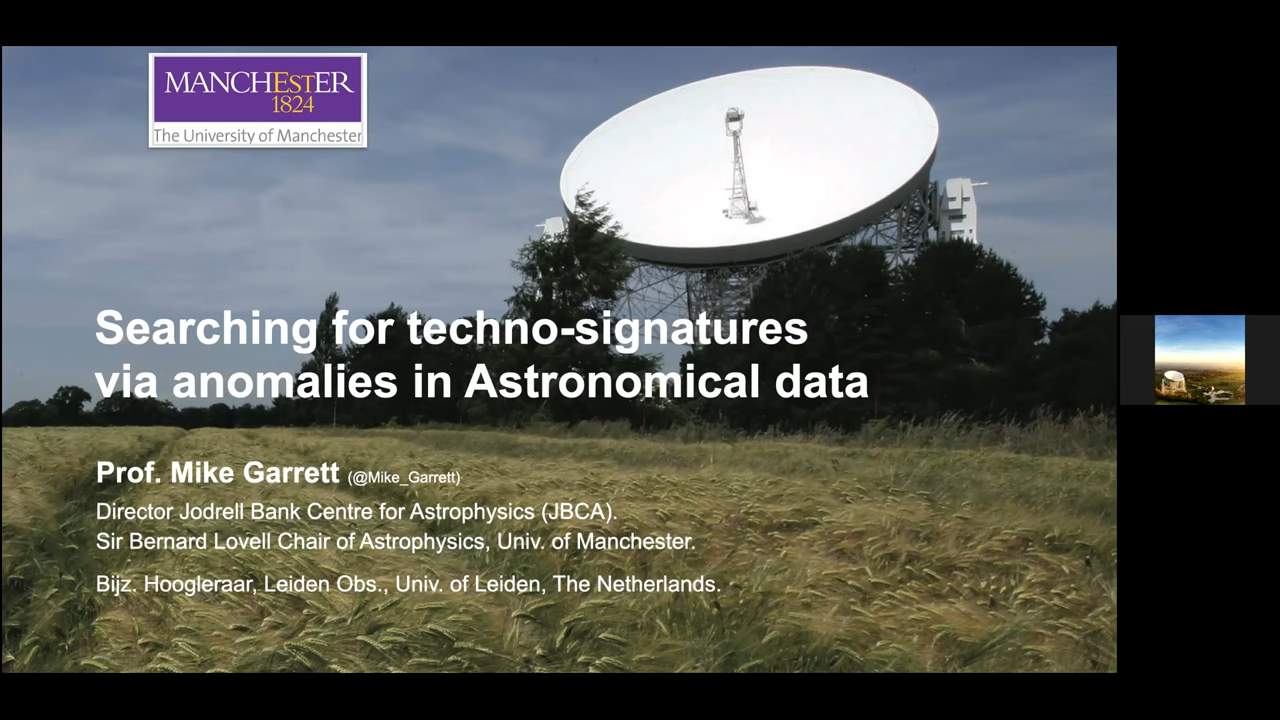 MANCHESTER
1824
The University of Manchester
Searching for techno-signatures
via anomalies in Astronomical data
Prof. Mike Garrett (@Mike_Garrett)
Director Jodrell Bank Centre for Astrophysics (JBCA).
Sir Bernard Lovell Chair of Astrophysics, Univ. of Manchester.
Bijz. Hoogleraar, Leiden Obs., Univ. of Leiden, The Netherlands.